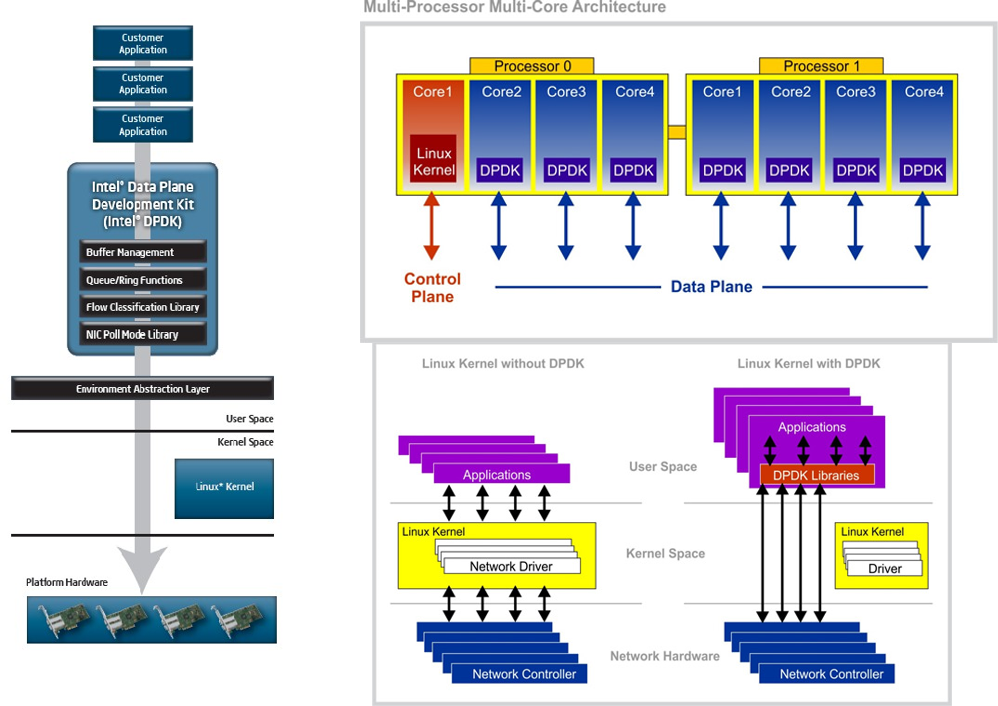 Customer
Application
Customer
Application
Customer
Application
Intel® Data Plane
Development Kit
(Intel® DPDK)
Buffer Management
Queue/Ring Functions
Flow Classification Library
NIC Poll Mode Library
Environment Abstraction Layer
User Space
Kernel Space
Linux* Kernel
Platform Hardware
Multi-Processor Multi-Core Architecture
Processor 0
Processor 1
Core1 Core2 Core3 Core4 Core1 Core2 Core3 Core4
Linux
Kernel
DPDK DPDK DPDK DPDK DPDK DPDK DPDK
Control
Plane
Data Plane
Linux Kernel without DPDK
Linux Kernel with DPDK
Applications
Applications
DPDK Libraries
User Space
Linux Kernel
Network Driver
Kernel Space
Linux Kernel
Driver
Network Hardware
Network Controller
Network Controller